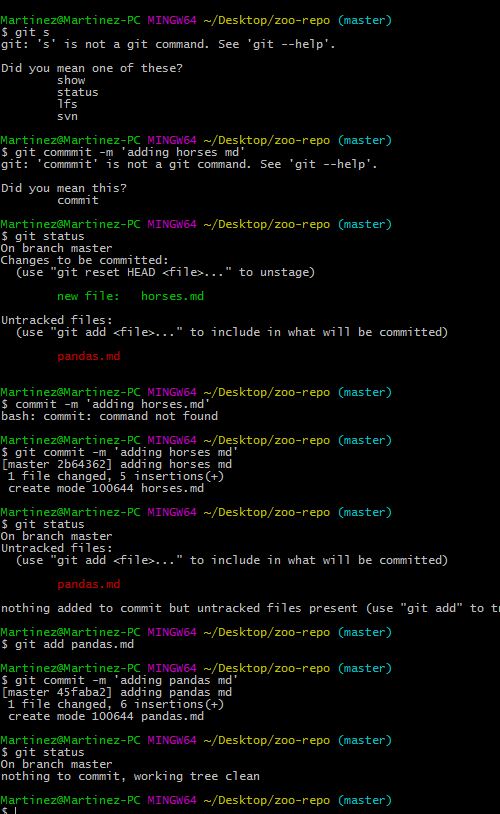 Martinez@Martinez-PC MINGW64 ~/Desktop/zoo-repo (master)
$ git s
git: 's' is not a git command. See 'git --help'.

Did you mean one of these?
        show
        status
        lfs
        svn

Martinez@Martinez-PC MINGW64 ~/Desktop/zoo-repo (master)
$ git commmit -m 'adding horses md'
git: 'commmit' is not a git command. See 'git --help'.

Did you mean this?
        commit

Martinez@Martinez-PC MINGW64 ~/Desktop/zoo-repo (master)
$ git status
On branch master
Changes to be committed:
  (use "git reset HEAD <file>..." to unstage)

        new file:   horses.md

Untracked files:
  (use "git add <file>..." to include in what will be committed)

        pandas.md


Martinez@Martinez-PC MINGW64 ~/Desktop/zoo-repo (master)
$ commit -m 'adding horses.md'
bash: commit: command not found

Martinez@Martinez-PC MINGW64 ~/Desktop/zoo-repo (master)
$ git commit -m 'adding horses md'
[master 2b64362] adding horses md
 1 file changed, 5 insertions(+)
 create mode 100644 horses.md

Martinez@Martinez-PC MINGW64 ~/Desktop/zoo-repo (master)
$ git status
On branch master
Untracked files:
  (use "git add <file>..." to include in what will be committed)

        pandas.md

nothing added to commit but untracked files present (use "git add" to t

Martinez@Martinez-PC MINGW64 ~/Desktop/zoo-repo (master)
$ git add pandas.md

Martinez@Martinez-PC MINGW64 ~/Desktop/zoo-repo (master)
$ git commit -m 'adding pandas md'
[master 45faba2] adding pandas md
 1 file changed, 6 insertions(+)
 create mode 100644 pandas.md

Martinez@Martinez-PC MINGW64 ~/Desktop/zoo-repo (master)
$ git status
On branch master
nothing to commit, working tree clean

Martinez@Martinez-PC MINGW64 ~/Desktop/zoo-repo (master)
$